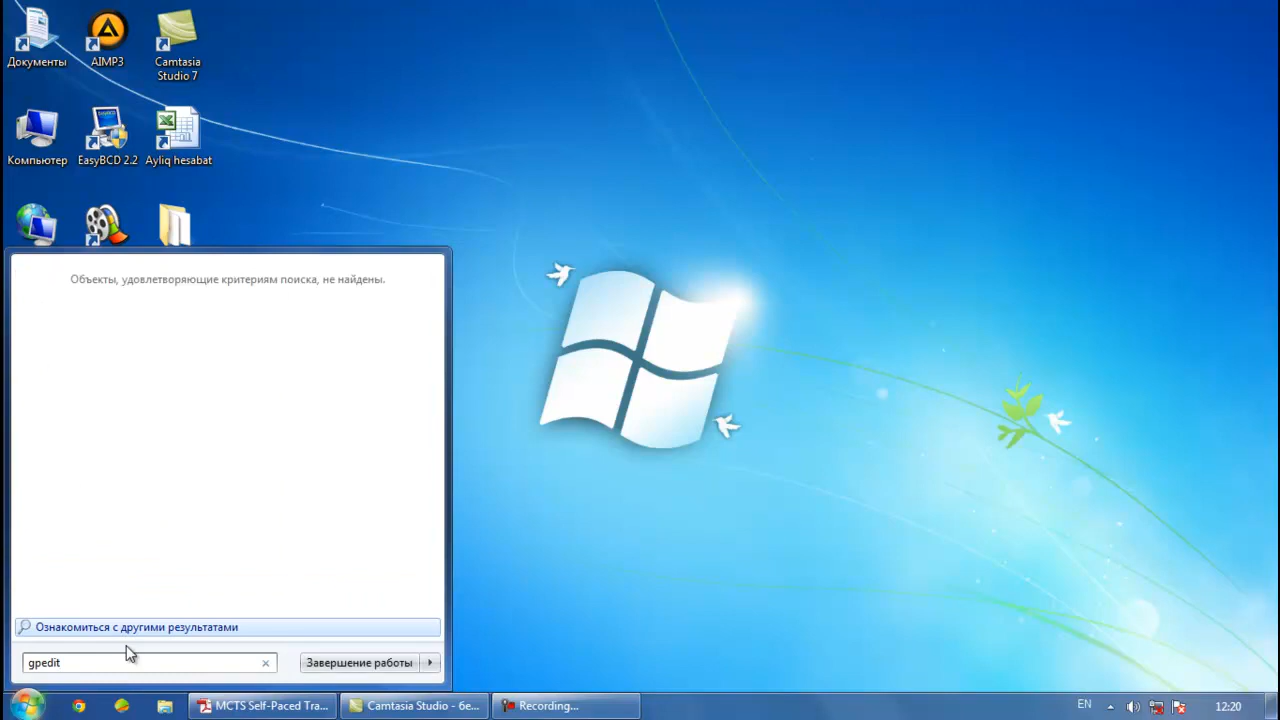 Документы
AIMP3
Camtasia
Studio 7
Компьютер
EasyBCD 2.2
Ayliq hesabat
Объекты, удовлетворяющие критериям поиска, не найдены.
Ознакомиться с другими результатами
gpedit
Завершение работы
MCTS Self-Paced Tra...
Camtasia Studio - бе...
Recording...
EN
12:20